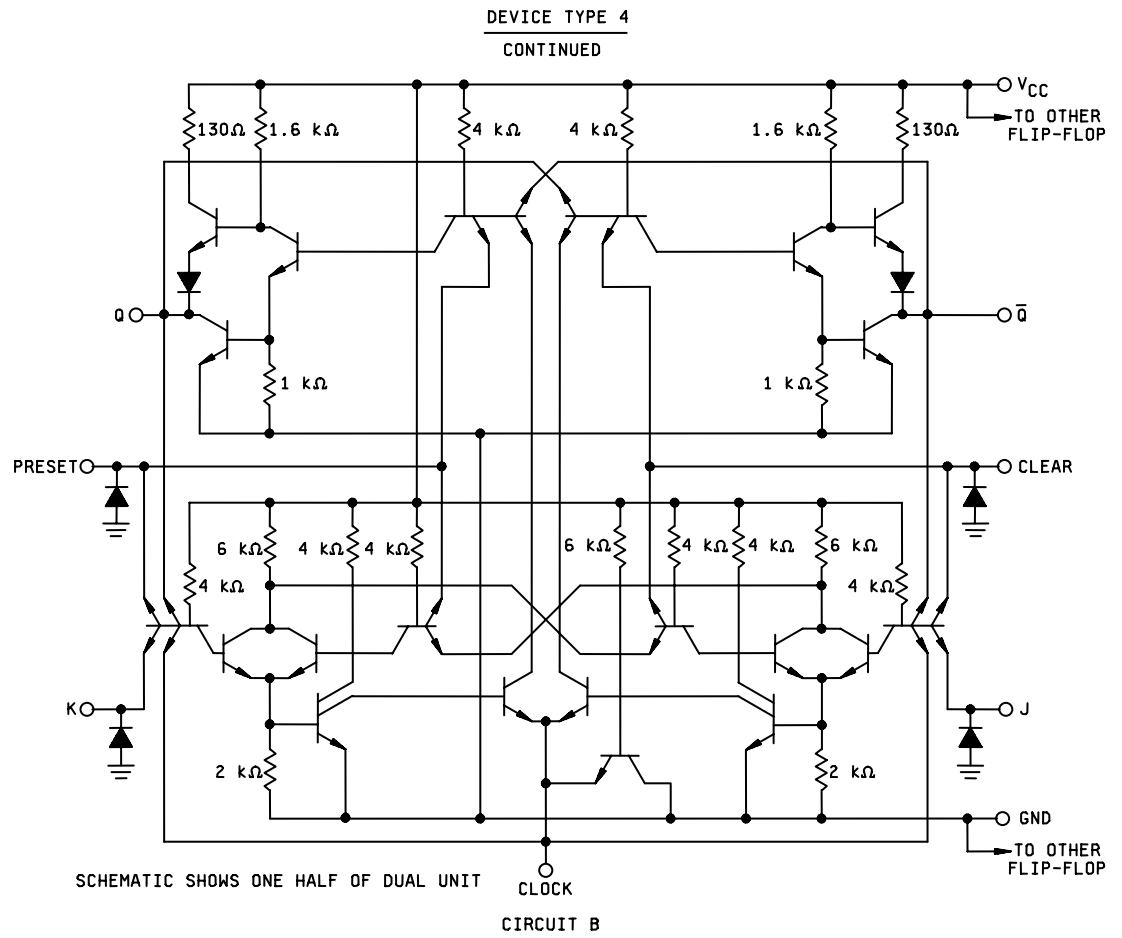 DEVICE TYPE 4
CONTINUED
VCC
TO OTHER
FLIP-FLOP
130Ω
1.6 kΩ
4 kΩ
4 kΩ
1.6 kΩ
130Ω
Q
Q̅
1 kΩ
1 kΩ
PRESET
CLEAR
6 kΩ
4 kΩ
4 kΩ
6 kΩ
4 kΩ
4 kΩ
6 kΩ
4 kΩ
4 kΩ
K
J
2 kΩ
2 kΩ
GND
TO OTHER
FLIP-FLOP
SCHEMATIC SHOWS ONE HALF OF DUAL UNIT
CLOCK
CIRCUIT B